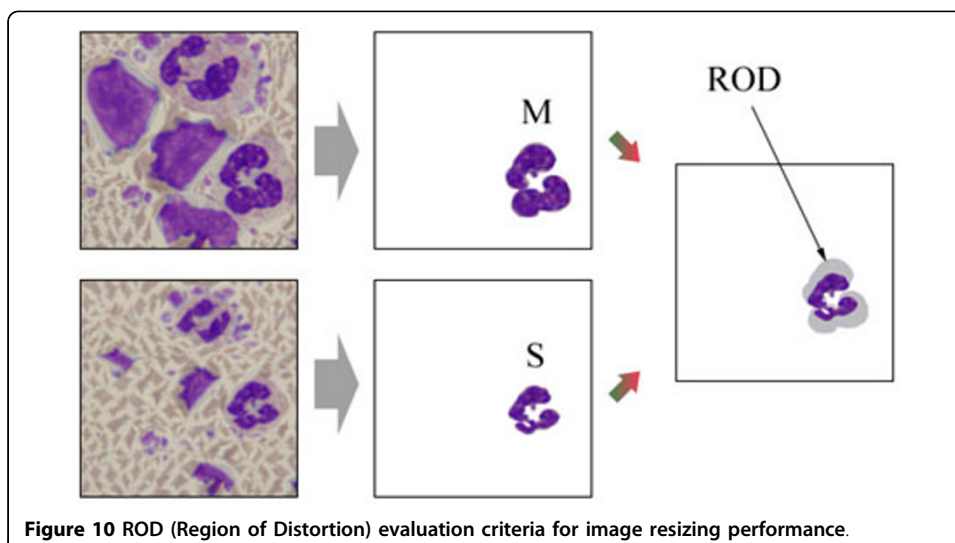 M
ROD
S
Figure 10 ROD (Region of Distortion) evaluation criteria for image resizing performance.